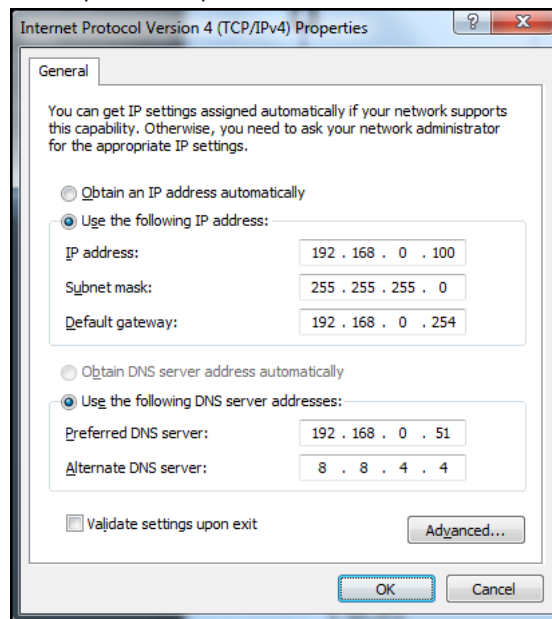 Internet Protocol Version 4 (TCP/IPv4) Properties
General
You can get IP settings assigned automatically if your network supports
this capability. Otherwise, you need to ask your network administrator
for the appropriate IP settings.
Obtain an IP address automatically
Use the following IP address:
IP address: 192 . 168 . 0 . 100
Subnet mask: 255 . 255 . 255 . 0
Default gateway: 192 . 168 . 0 . 254
Obtain DNS server address automatically
Use the following DNS server addresses:
Preferred DNS server: 192 . 168 . 0 . 51
Alternate DNS server: 8 . 8 . 4 . 4
Validate settings upon exit
Advanced...
OK Cancel